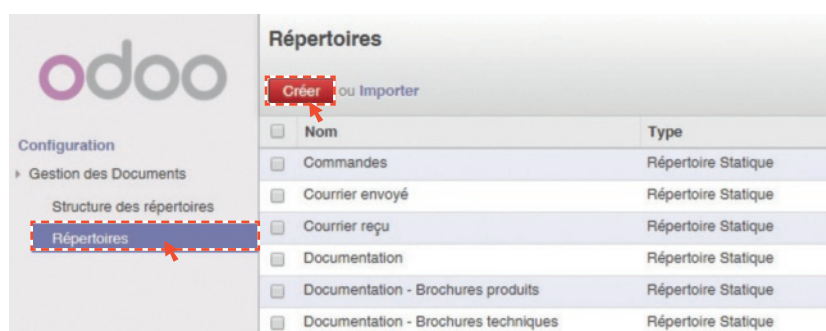 odoo
Configuration
Gestion des Documents
Structure des répertoires
Répertoires
Répertoires
Créer ou Importer
Nom Type
Commandes Répertoire Statique
Courrier envoyé Répertoire Statique
Courrier reçu Répertoire Statique
Documentation Répertoire Statique
Documentation - Brochures produits Répertoire Statique
Documentation - Brochures techniques Répertoire Statique